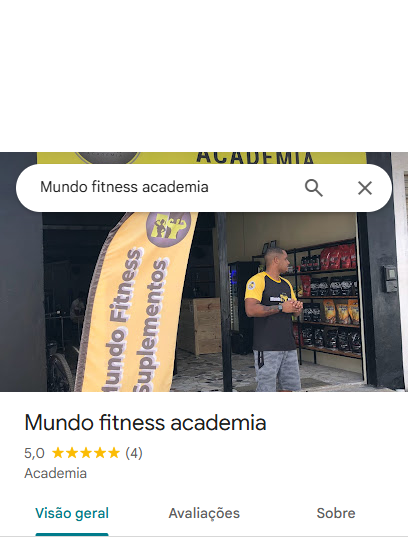 ACADEMIA
Mundo fitness academia
Mundo Fitness
Suplementos
Mundo fitness academia
5,0 ★★★★★ (4)
Academia
Visão geral
Avaliações
Sobre